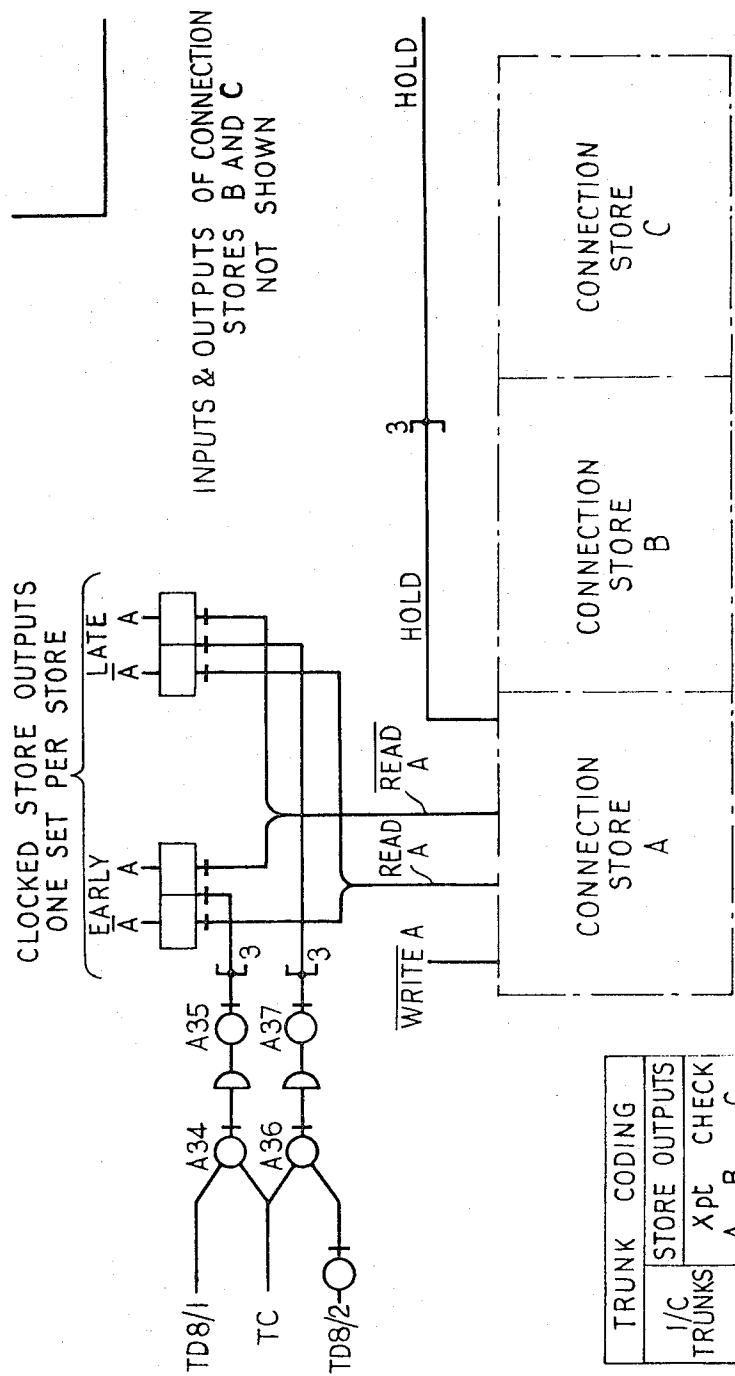 CLOCKED STORE OUTPUTS
ONE SET PER STORE
EARLY
LATE
A̅ A
A̅ A
INPUTS & OUTPUTS OF CONNECTION
STORES B AND C
NOT SHOWN
TD8/1
TC
TD8/2
A34
A35
A36
A37
3
3
WRITE A
READ
A
READ
A
HOLD
3
HOLD
CONNECTION
STORE
A
CONNECTION
STORE
B
CONNECTION
STORE
C
TRUNK CODING
I/C
TRUNKS
STORE OUTPUTS
Xpt CHECK
A B C